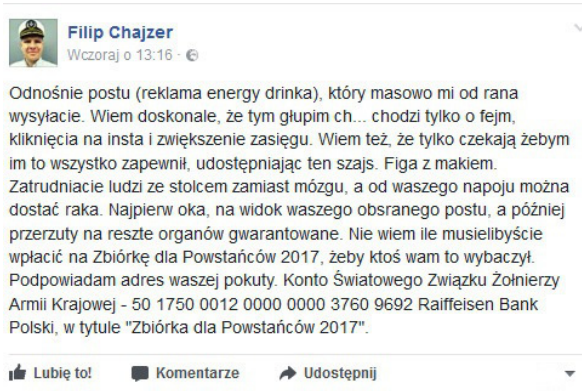 Filip Chajzer
Wczoraj o 13:16 ·
Odnośnie postu (reklama energy drinka), który masowo mi od rana
wysyłacie. Wiem doskonale, że tym głupim ch... chodzi tylko o fejm,
kliknięcia na insta i zwiększenie zasięgu. Wiem też, że tylko czekają żebym
im to wszystko zapewnił, udostępniając ten szajs. Figa z makiem.
Zatrudniacie ludzi ze stolcem zamiast mózgu, a od waszego napoju można
dostać raka. Najpierw oka, na widok waszego obsranego postu, a później
przerzuty na reszte organów gwarantowane. Nie wiem ile musielibyście
wpłacić na Zbiórkę dla Powstańców 2017, żeby ktoś wam to wybaczył.
Podpowiadam adres waszej pokuty. Konto Światowego Związku Żołnierzy
Armii Krajowej - 50 1750 0012 0000 0000 3760 9692 Raiffeisen Bank
Polski, w tytule "Zbiórka dla Powstańców 2017".
Lubię to! Komentarze Udostępnij